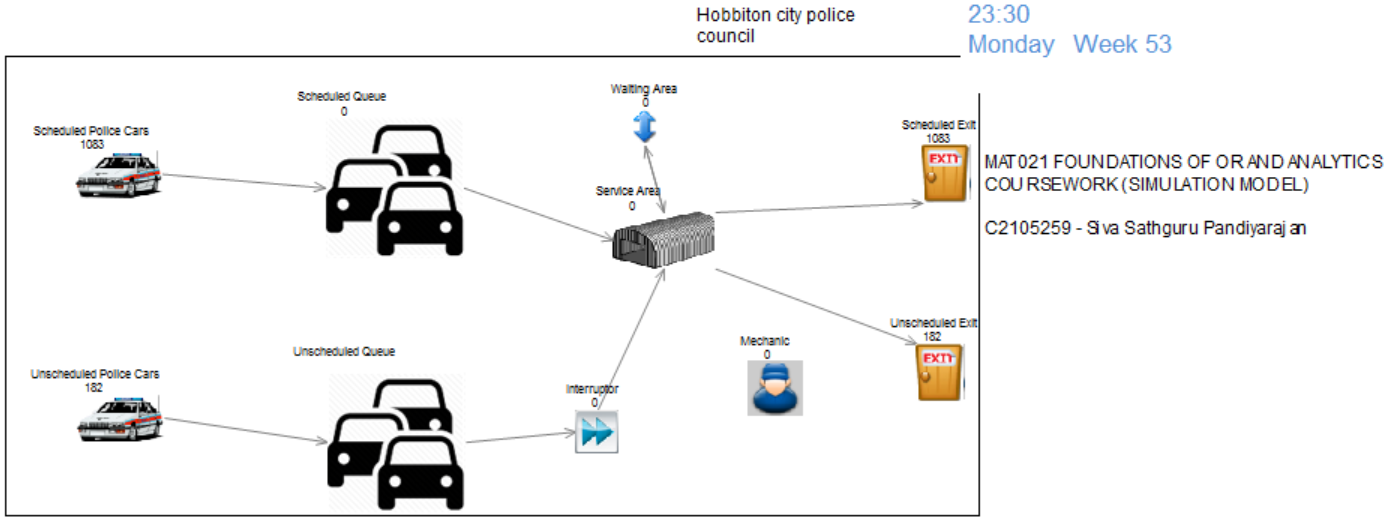 Hobbiton city police
council
23:30
Monday Week 53
Scheduled Queue
0
Waiting Area
0
Scheduled Police Cars
1083
Scheduled Exit
1083
EXIT
MAT021 FOUNDATIONS OF OR AND ANALYTICS
COURSEWORK (SIMULATION MODEL)
C2105259 - Siva Sathguru Pandiyarajan
Service Area
0
Unscheduled Exit
182
EXIT
Mechanic
0
Unscheduled Queue
Unscheduled Police Cars
182
Interruptor
0